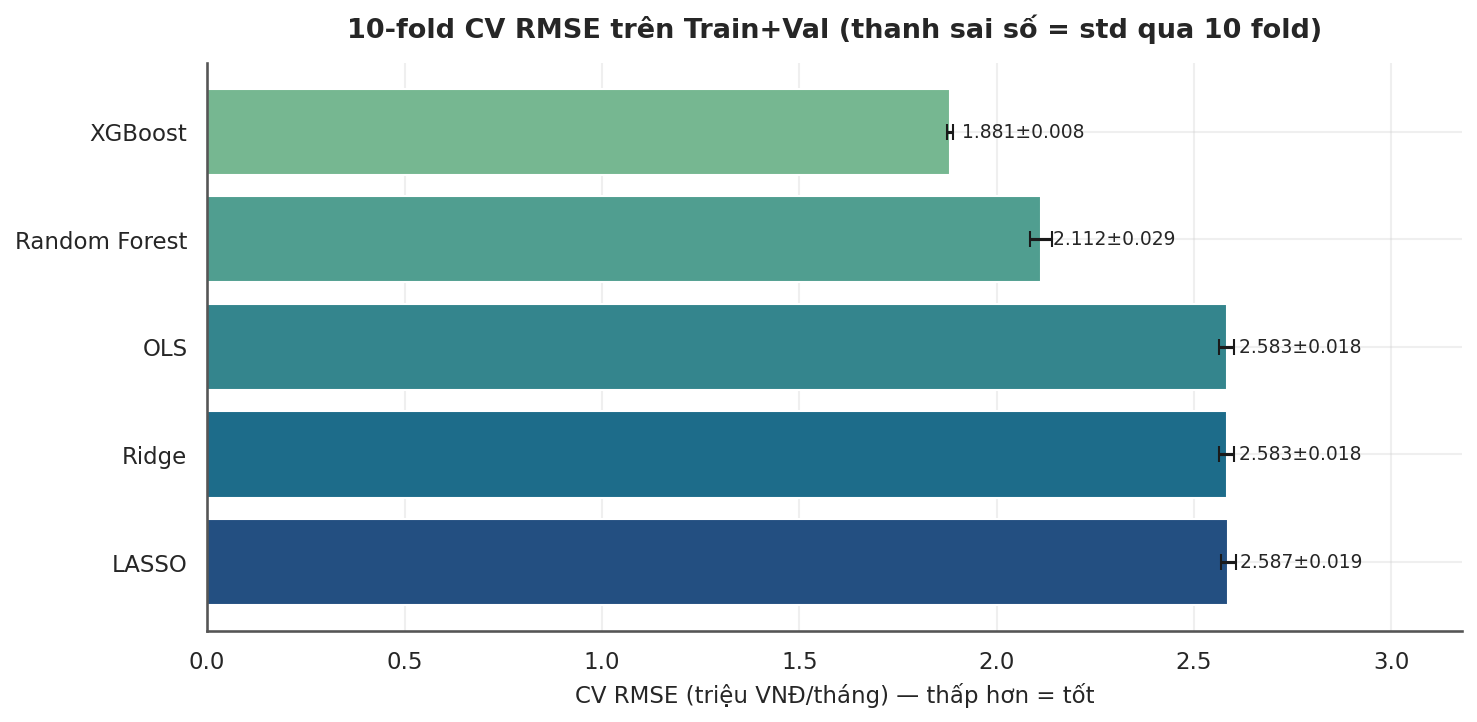 10-fold CV RMSE trên Train+Val (thanh sai số = std qua 10 fold)
XGBoost
1.881±0.008
Random Forest
2.112±0.029
OLS
2.583±0.018
Ridge
2.583±0.018
LASSO
2.587±0.019
0.0 0.5 1.0 1.5 2.0 2.5 3.0
CV RMSE (triệu VNĐ/tháng) — thấp hơn = tốt